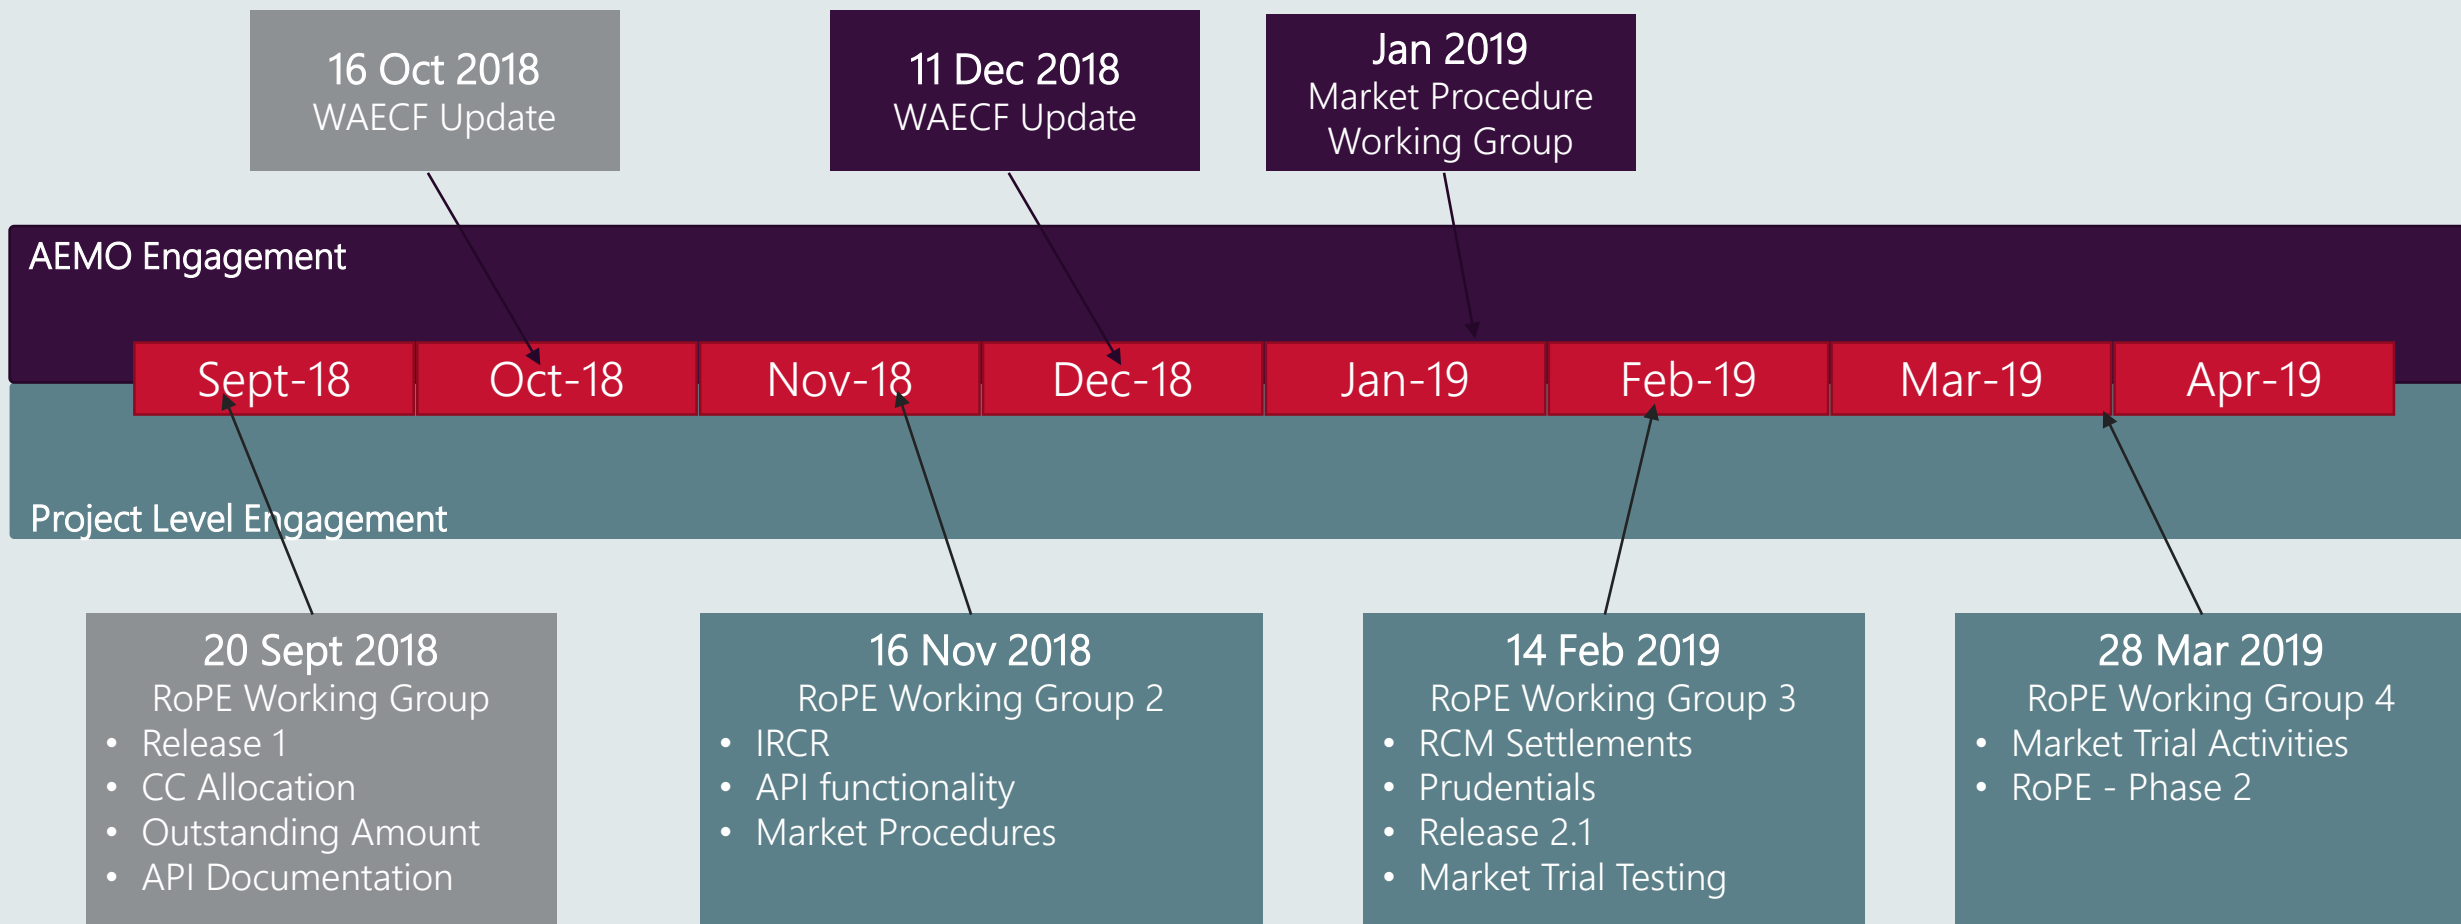 16 Oct 2018
WAECF Update
11 Dec 2018
WAECF Update
Jan 2019
Market Procedure
Working Group
AEMO Engagement
Sept-18
Oct-18
Nov-18
Dec-18
Jan-19
Feb-19
Mar-19
Apr-19
Project Level Engagement
20 Sept 2018
RoPE Working Group
• Release 1
• CC Allocation
• Outstanding Amount
• API Documentation
16 Nov 2018
RoPE Working Group 2
• IRCR
• API functionality
• Market Procedures
14 Feb 2019
RoPE Working Group 3
• RCM Settlements
• Prudentials
• Release 2.1
• Market Trial Testing
28 Mar 2019
RoPE Working Group 4
• Market Trial Activities
• RoPE - Phase 2